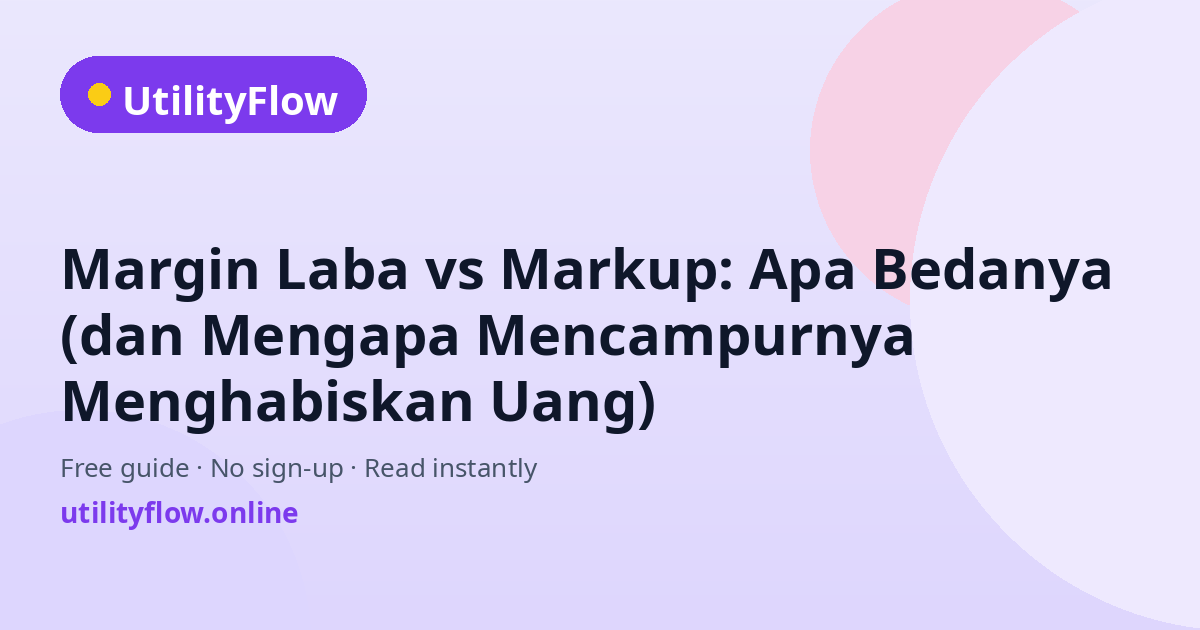 UtilityFlow
Margin Laba vs Markup: Apa Bedanya
(dan Mengapa Mencampurnya
Menghabiskan Uang)
Free guide · No sign-up · Read instantly
utilityflow.online